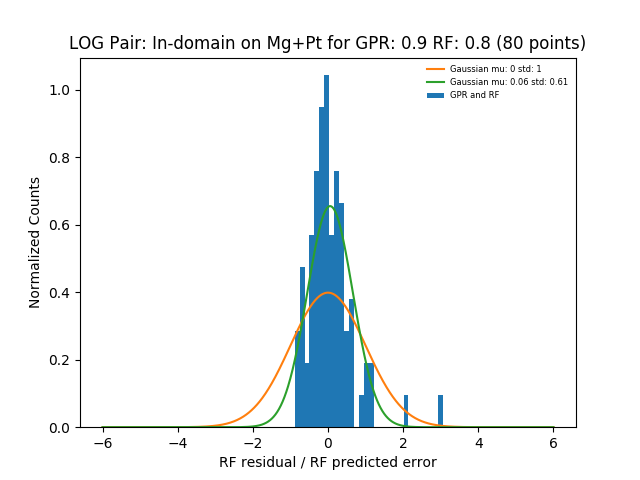 LOG Pair: In-domain on Mg+Pt for GPR: 0.9 RF: 0.8 (80 points)
Gaussian mu: 0 std: 1
Gaussian mu: 0.06 std: 0.61
GPR and RF
Normalized Counts
1.0
0.8
0.6
0.4
0.2
0.0
−6 −4 −2 0 2 4 6
RF residual / RF predicted error